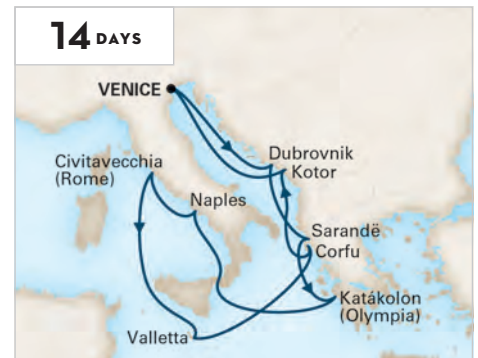 14 DAYS
VENICE
Dubrovnik
Kotor
Civitavecchia
(Rome)
Naples
Sarandë
Corfu
Katákolon
(Olympia)
Valletta